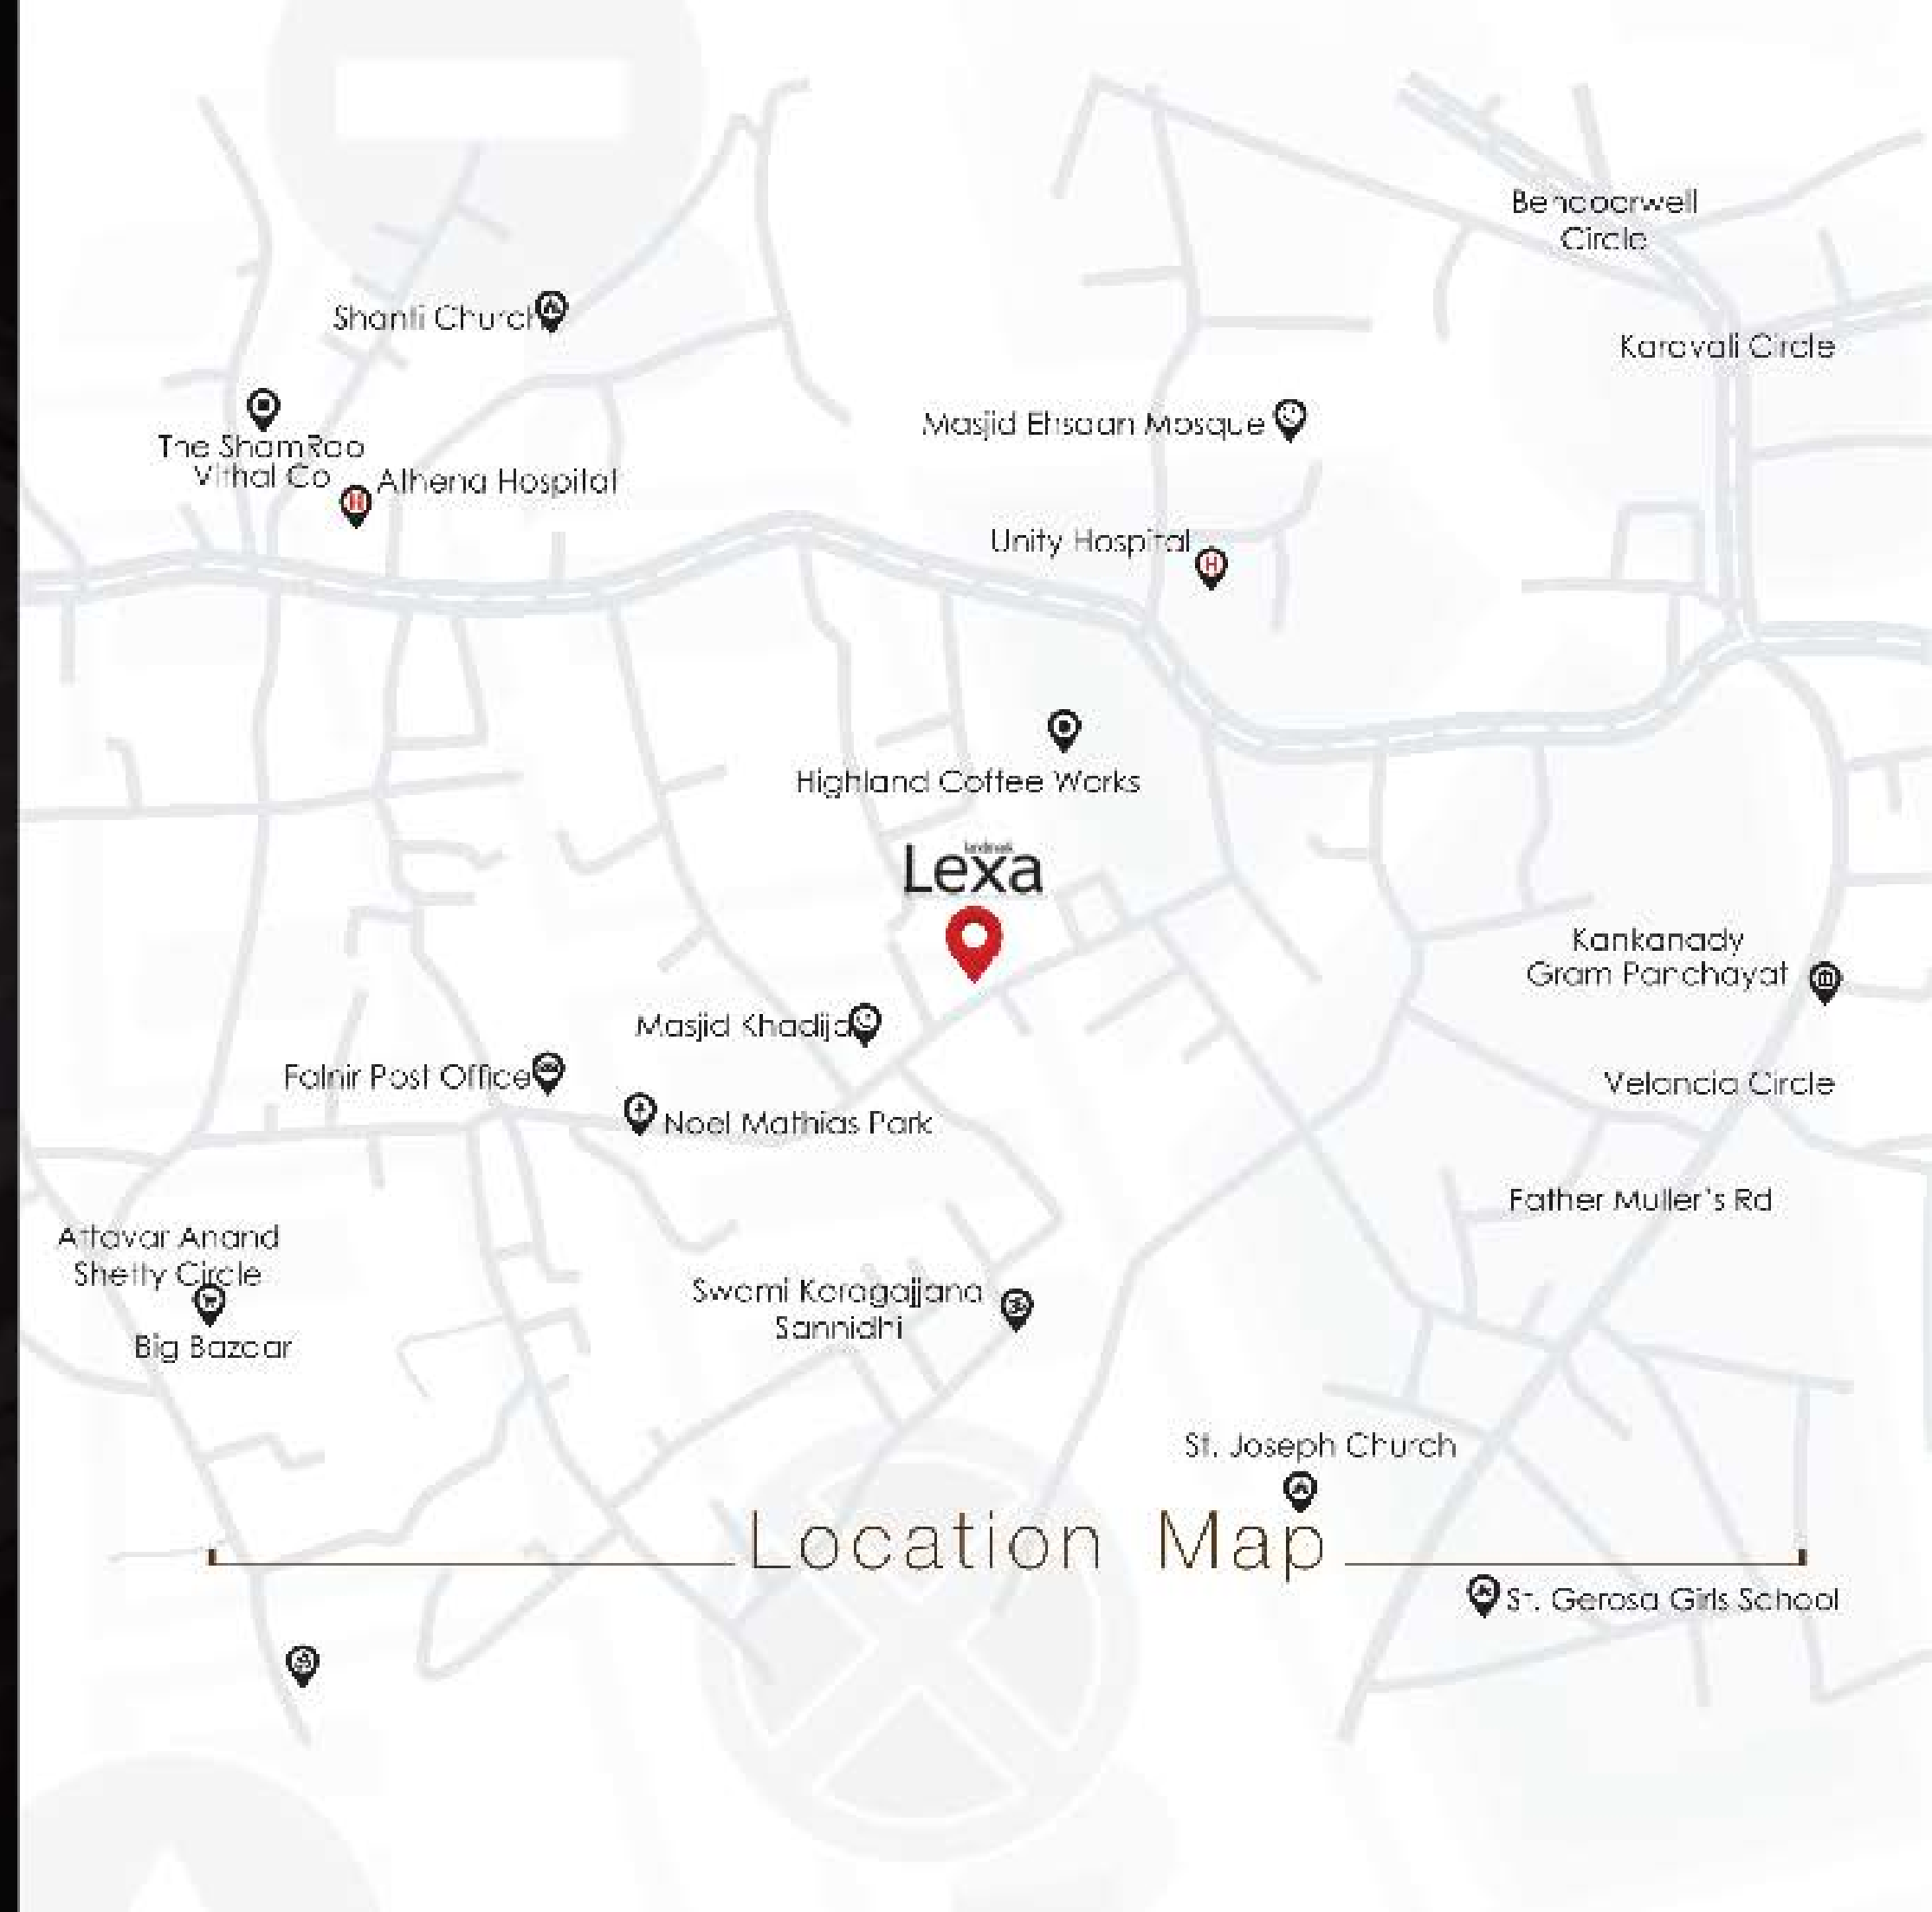 Bendoorwell
Circle
Shanti Church
Karavali Circle
Masjid Ehsaan Mosque
The ShamRao
Vithal Co
Athena Hospital
Unity Hospital
Highland Coffee Works
landmark
Lexa
Kankanady
Gram Panchayat
Masjid Khadija
Falnir Post Office
Velancia Circle
Noel Mathias Park
Father Muller's Rd
Attavar Anand
Shetty Circle
Big Bazaar
Swami Koragajjana
Sannidhi
St. Joseph Church
Location Map
St. Gerosa Girls School